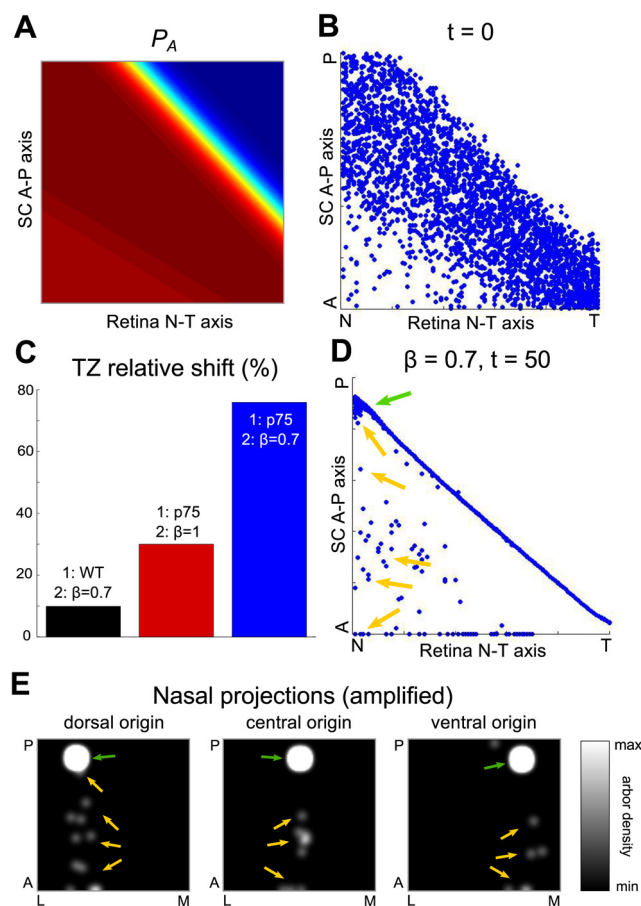 A
P_A
SC A-P axis
Retina N-T axis
B
t = 0
P
SC A-P axis
A
N
Retina N-T axis
T
C
TZ relative shift (%)
80
60
40
20
0
1: WT
2: β=0.7
1: p75
2: β=1
1: p75
2: β=0.7
D
β = 0.7, t = 50
P
SC A-P axis
A
N
Retina N-T axis
T
E
Nasal projections (amplified)
dorsal origin
central origin
ventral origin
P
A
L
M
P
A
L
M
P
A
L
M
max
arbor density
min